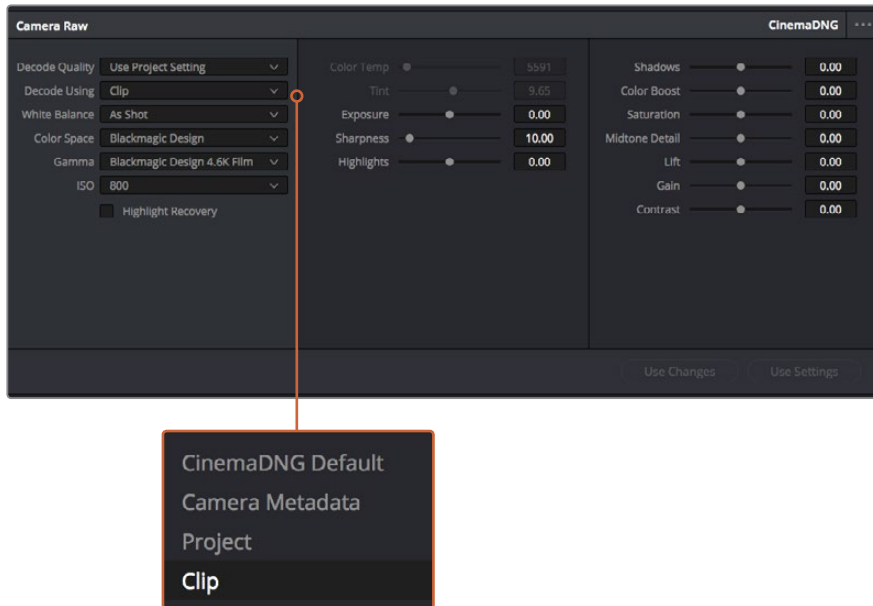 Camera Raw
CinemaDNG
Decode Quality Use Project Setting
Decode Using Clip
White Balance As Shot
Color Space Blackmagic Design
Gamma Blackmagic Design 4.6K Film
ISO 800
Highlight Recovery
Color Temp 5591
Tint 9.65
Exposure 0.00
Sharpness 10.00
Highlights 0.00
Shadows 0.00
Color Boost 0.00
Saturation 0.00
Midtone Detail 0.00
Lift 0.00
Gain 0.00
Contrast 0.00
Use Changes
Use Settings
CinemaDNG Default
Camera Metadata
Project
Clip